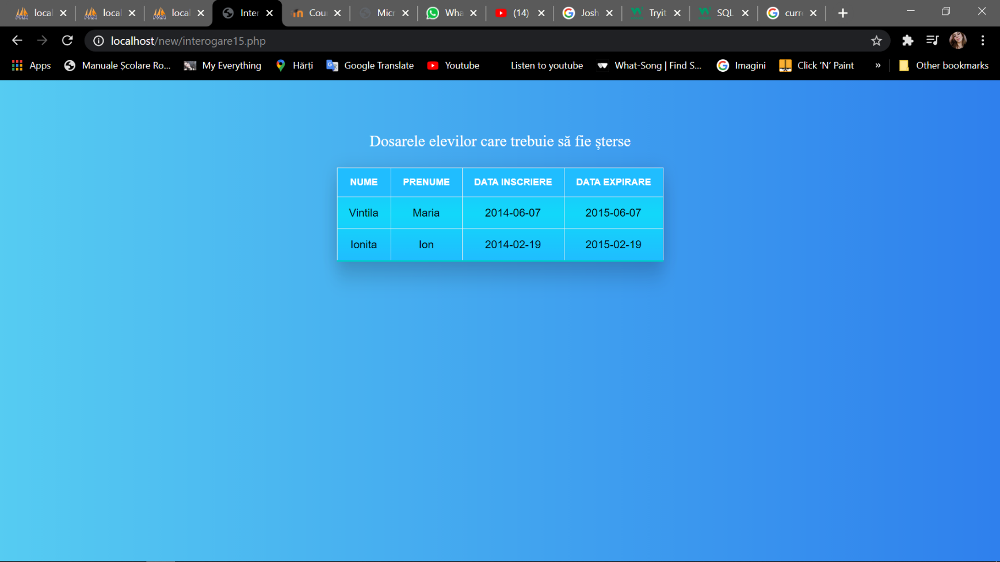 local local local Inter Cour Micr Wha (14) Josh Tryit SQL curre
localhost/new/interogare15.php
Apps Manuale Școlare Ro... My Everything Hărți Google Translate Youtube Listen to youtube What-Song | Find S... Imagini Click 'N' Paint » Other bookmarks
Dosarele elevilor care trebuie să fie șterse
NUME PRENUME DATA INSCRIERE DATA EXPIRARE
Vintila Maria 2014-06-07 2015-06-07
Ionita Ion 2014-02-19 2015-02-19